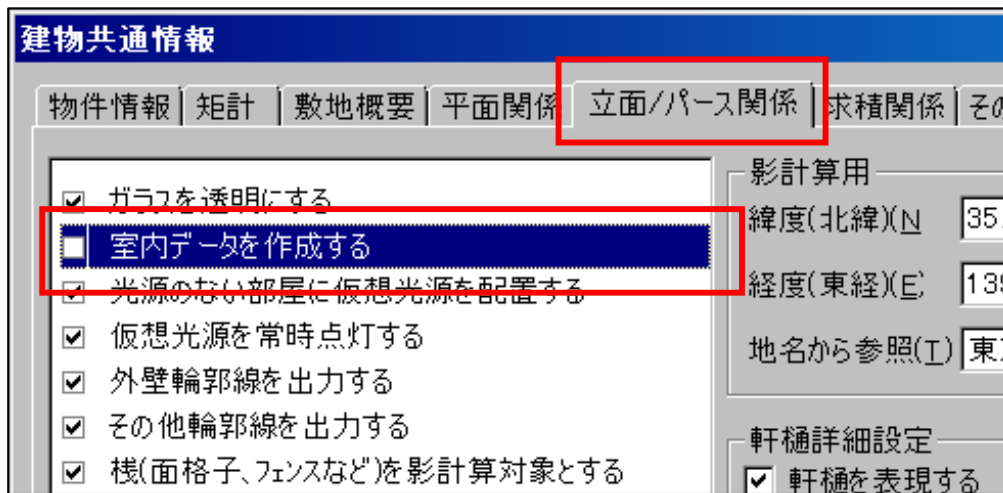 建物共通情報
物件情報 矩計 敷地概要 平面関係 立面/パース関係 求積関係 その
ガラスを透明にする
室内データを作成する
光源のない部屋に仮想光源を配置する
仮想光源を常時点灯する
外壁輪郭線を出力する
その他輪郭線を出力する
桟(面格子、フェンスなど)を影計算対象とする
影計算用
緯度(北緯)(N 35.
経度(東経)(E) 139
地名から参照(T) 東
軒樋詳細設定
軒樋を表現する